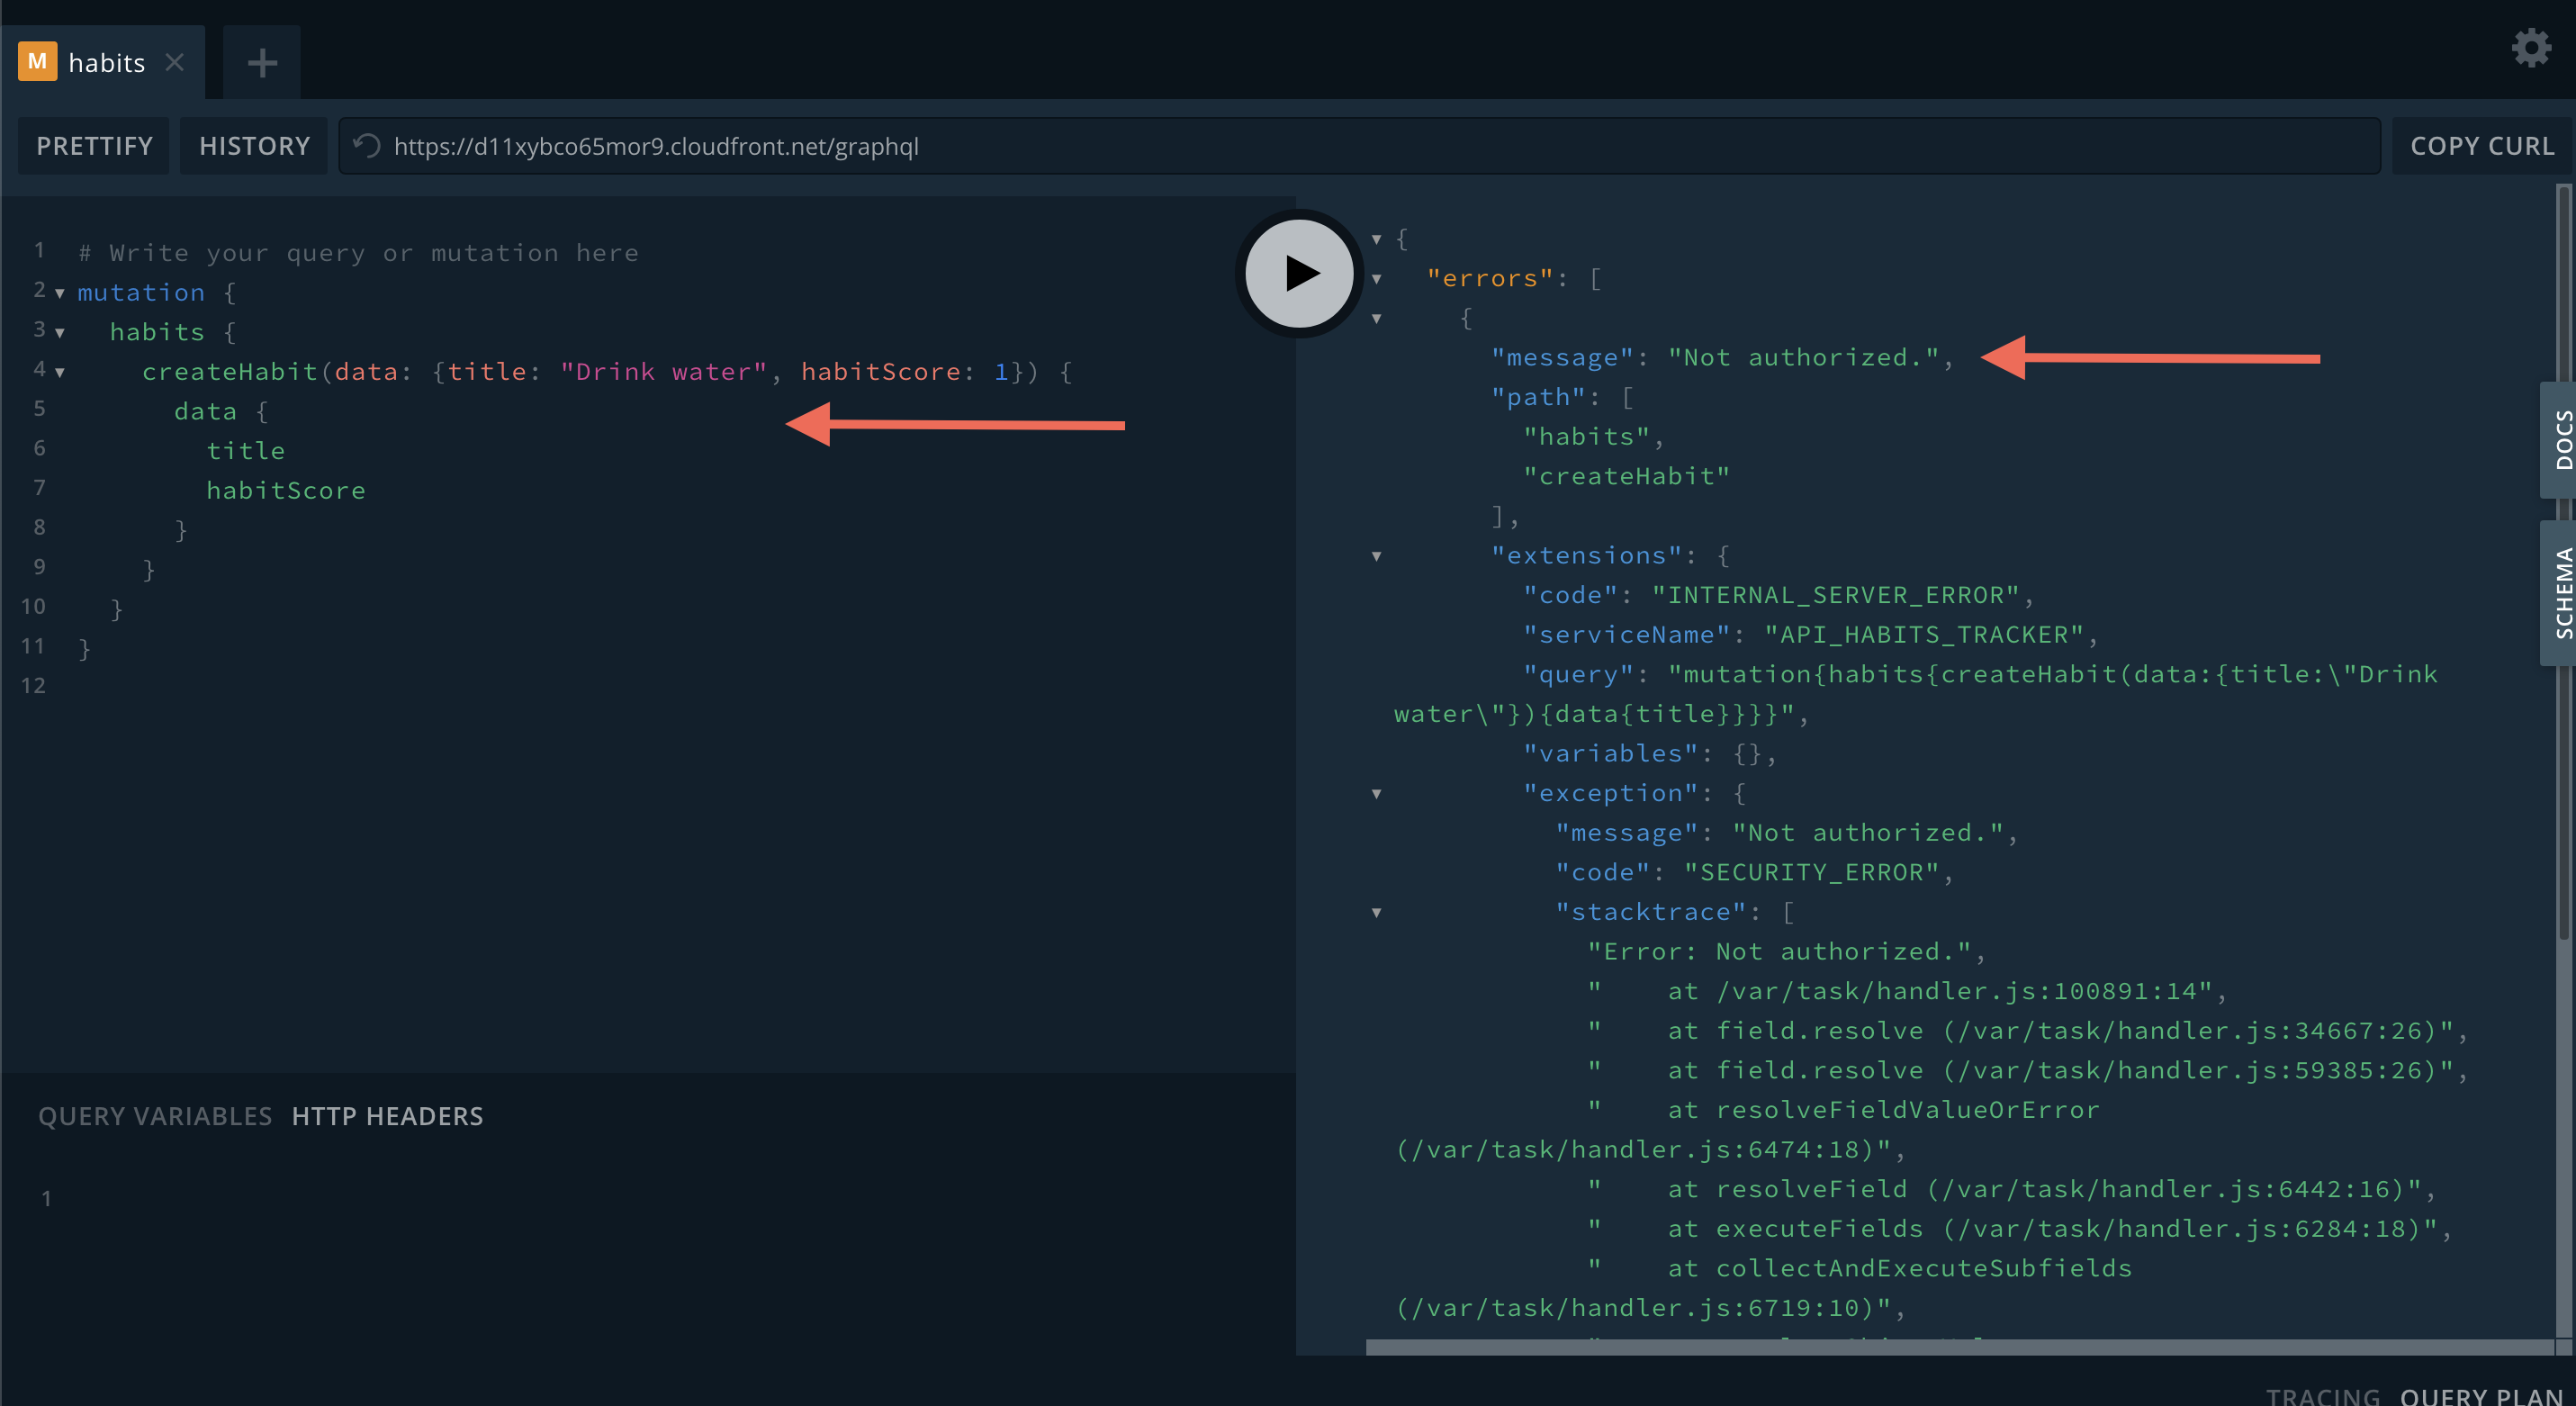 M habits
PRETTIFY HISTORY https://d11xybco65mor9.cloudfront.net/graphql COPY CURL
1 # Write your query or mutation here
2 mutation {
3 habits {
4 createHabit(data: {title: "Drink water", habitScore: 1}) {
5 data {
6 title
7 habitScore
8 }
9 }
10 }
11 }
12
QUERY VARIABLES HTTP HEADERS
1
{
"errors": [
{
"message": "Not authorized.",
"path": [
"habits",
"createHabit"
],
"extensions": {
"code": "INTERNAL_SERVER_ERROR",
"serviceName": "API_HABITS_TRACKER",
"query": "mutation{habits{createHabit(data:{title:\"Drink
water\"}){data{title}}}}",
"variables": {},
"exception": {
"message": "Not authorized.",
"code": "SECURITY_ERROR",
"stacktrace": [
"Error: Not authorized.",
" at /var/task/handler.js:100891:14",
" at field.resolve (/var/task/handler.js:34667:26)",
" at field.resolve (/var/task/handler.js:59385:26)",
" at resolveFieldValueOrError
(/var/task/handler.js:6474:18)",
" at resolveField (/var/task/handler.js:6442:16)",
" at executeFields (/var/task/handler.js:6284:18)",
" at collectAndExecuteSubfields
(/var/task/handler.js:6719:10)",
DOCS
SCHEMA
TRACING QUERY PLAN